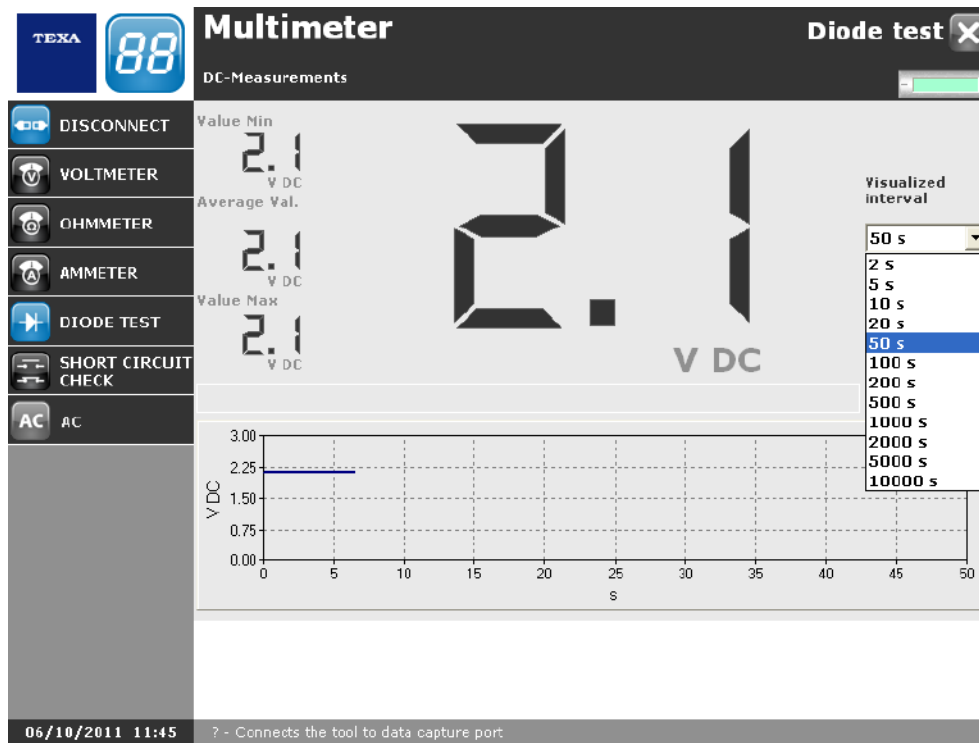 TEXA
88
Multimeter
Diode test
DC-Measurements
DISCONNECT
VOLTMETER
OHMMETER
AMMETER
DIODE TEST
SHORT CIRCUIT
CHECK
AC AC
Value Min
2.1
V DC
Average Val.
2.1
V DC
Value Max
2.1
V DC
2.1
V DC
Visualized
interval
50 s
2 s
5 s
10 s
20 s
50 s
100 s
200 s
500 s
1000 s
2000 s
5000 s
10000 s
3.00
2.25
1.50
0.75
0.00
V DC
0 5 10 15 20 25 30 35 40 45 50
s
06/10/2011 11:45
? - Connects the tool to data capture port